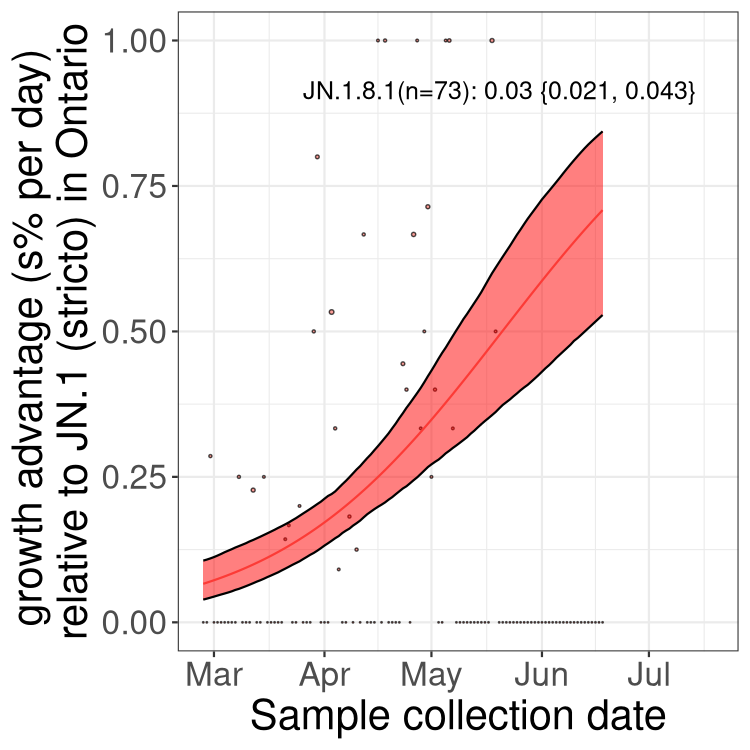 growth advantage (s% per day)
relative to JN.1 (stricto) in Ontario
1.00
0.75
0.50
0.25
0.00
JN.1.8.1(n=73): 0.03 {0.021, 0.043}
Mar Apr May Jun Jul
Sample collection date